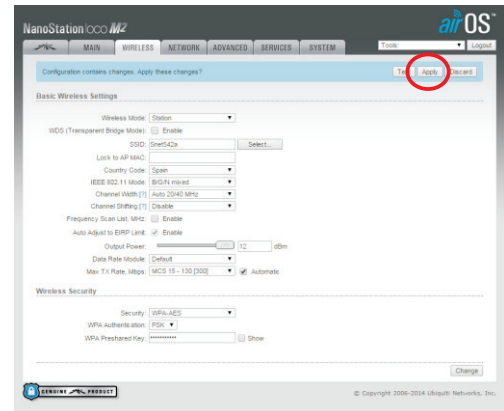 NanoStation loco M2
airOS™
MAIN WIRELESS NETWORK ADVANCED SERVICES SYSTEM Tools: Logout
Configuration contains changes. Apply these changes? Test Apply Discard
Basic Wireless Settings
Wireless Mode: Station
WDS (Transparent Bridge Mode): Enable
SSID: Snet542a Select...
Lock to AP MAC:
Country Code: Spain
IEEE 802.11 Mode: B/G/N mixed
Channel Width:[?] Auto 20/40 MHz
Channel Shifting:[?] Disable
Frequency Scan List, MHz: Enable
Auto Adjust to EIRP Limit: Enable
Output Power: 12 dBm
Data Rate Module: Default
Max TX Rate, Mbps: MCS 15 - 130 [300] Automatic
Wireless Security
Security: WPA-AES
WPA Authentication: PSK
WPA Preshared Key: ••••••••••• Show
Change
GENUINE PRODUCT
© Copyright 2006-2014 Ubiquiti Networks, Inc.